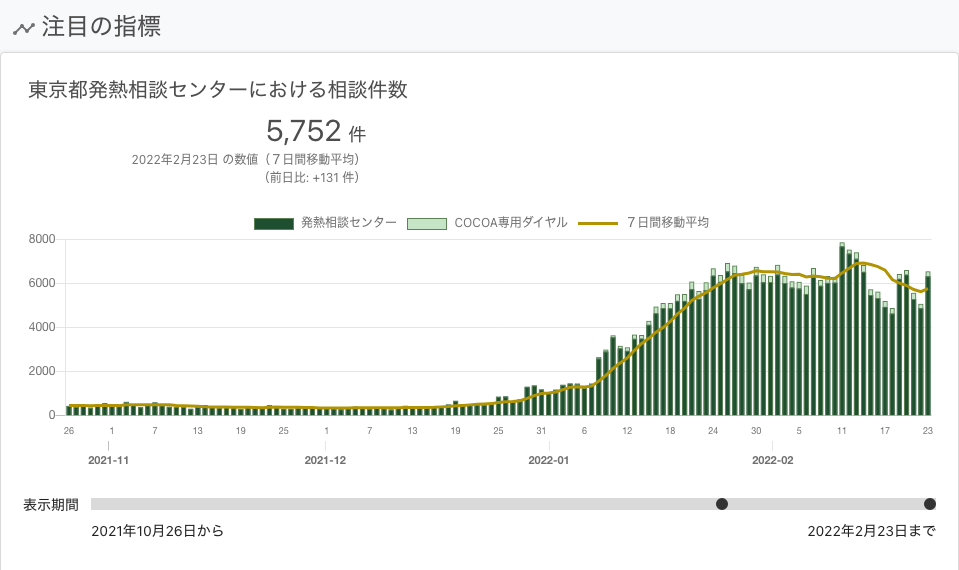 注目の指標
東京都発熱相談センターにおける相談件数
5,752 件
2022年2月23日 の数値（７日間移動平均）
（前日比: +131 件）
発熱相談センター COCOA専用ダイヤル ７日間移動平均
8000
6000
4000
2000
0
26 1 7 13 19 25 1 7 13 19 25 31 6 12 18 24 30 5 11 17 23
2021-11 2021-12 2022-01 2022-02
表示期間
2021年10月26日から 2022年2月23日まで